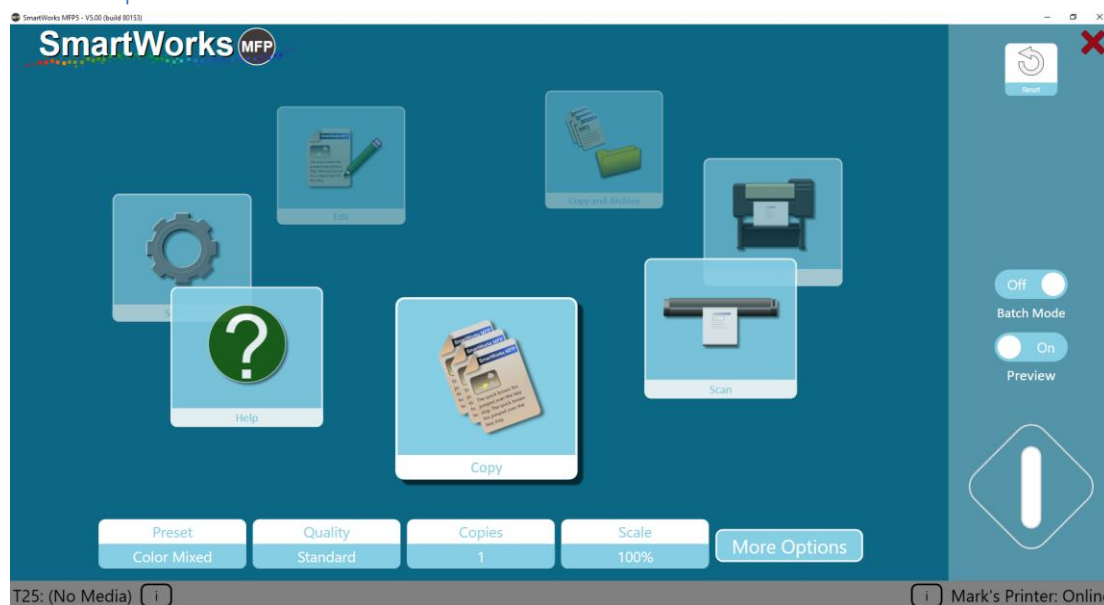 SmartWorks MFP5 - V5.00 (build 80153)
SmartWorks MFP
Reset
Edit
Copy and Archive
Off
Batch Mode
On
Preview
Help
Scan
Copy
Preset
Quality
Copies
Scale
Color Mixed
Standard
1
100%
More Options
T25: (No Media) i
i Mark's Printer: Onlin